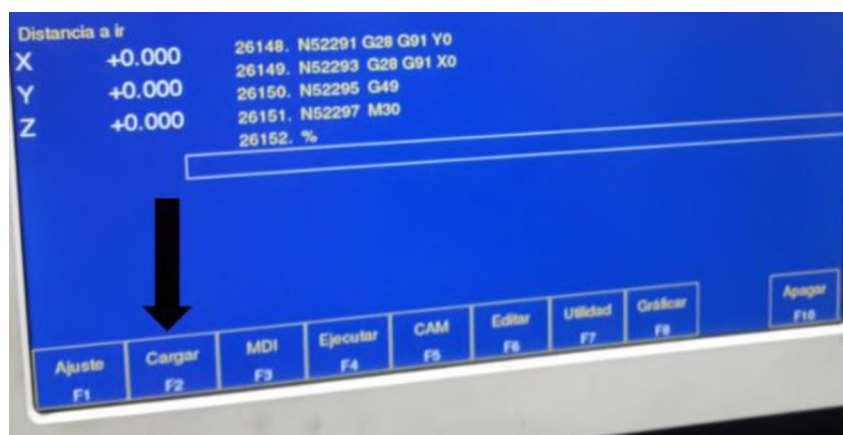 Distancia a ir
X +0.000
Y +0.000
Z +0.000
26148. N52291 G28 G91 Y0
26149. N52293 G28 G91 X0
26150. N52295 G49
26151. N52297 M30
26152. %
Ajuste F1
Cargar F2
MDI F3
Ejecutar F4
CAM F5
Editar F6
Utilidad F7
Gráficar F8
Apagar F10